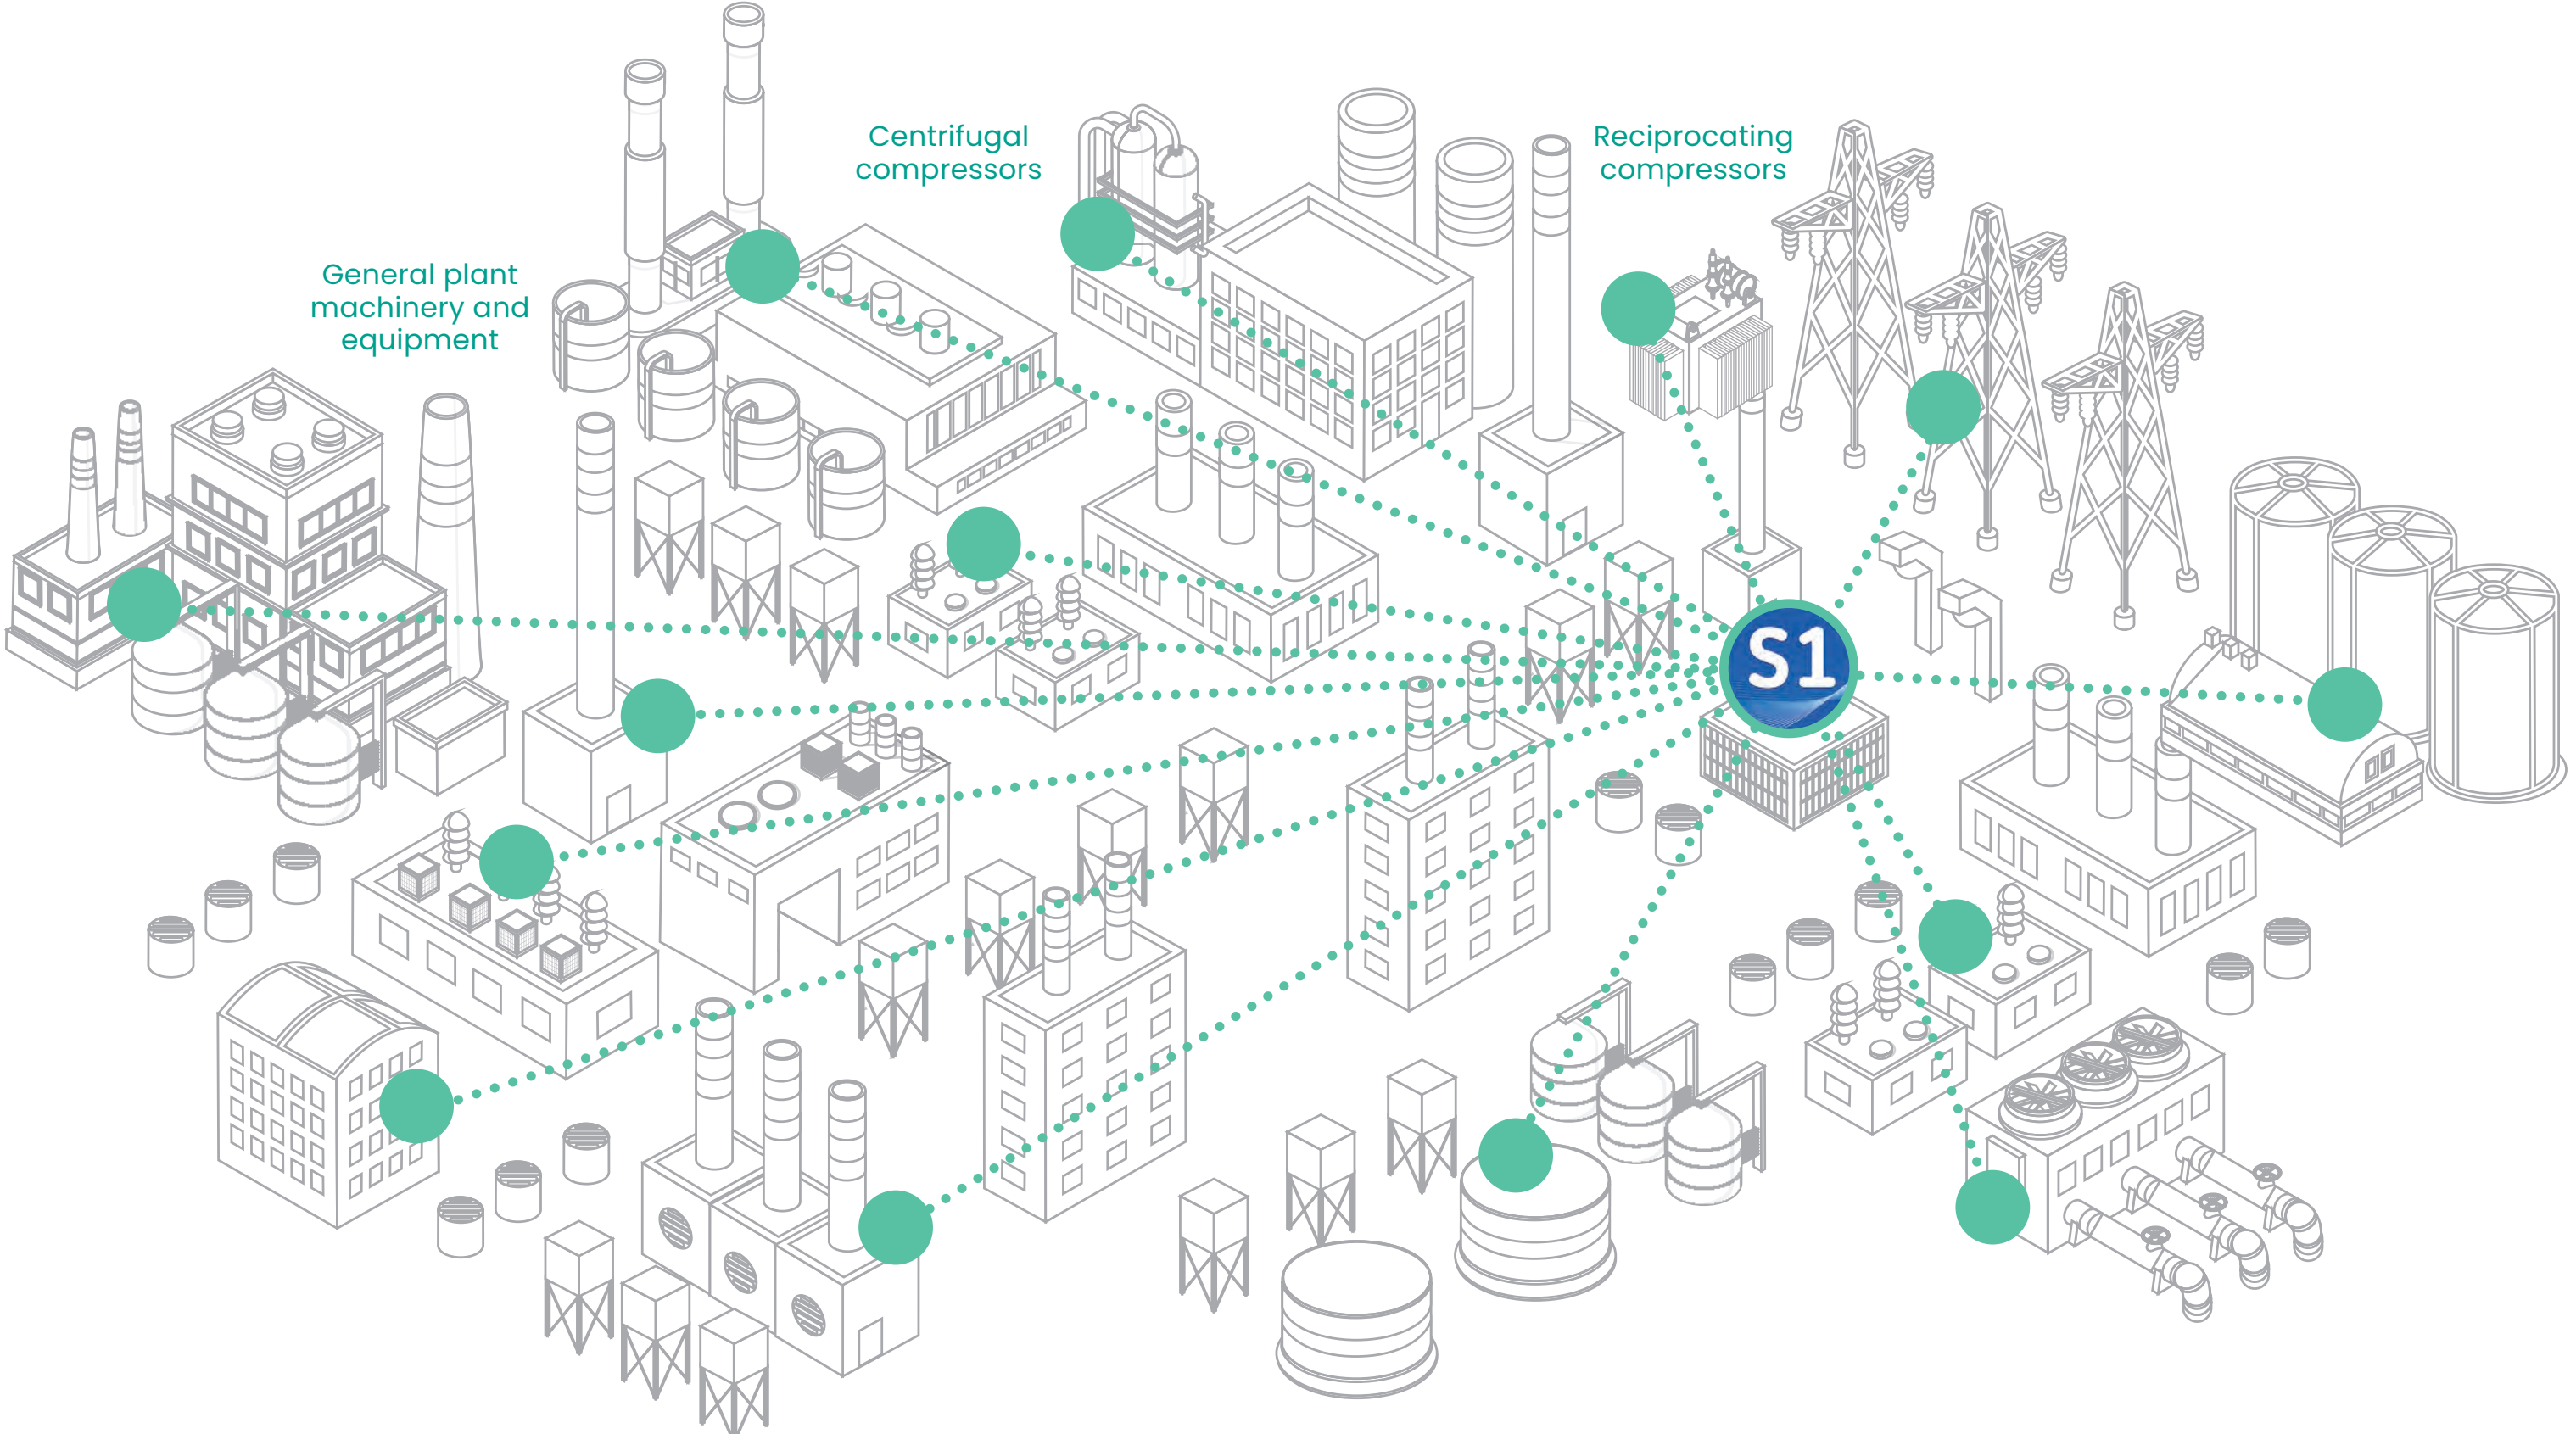 Centrifugal
compressors
Reciprocating
compressors
General plant
machinery and
equipment
S1